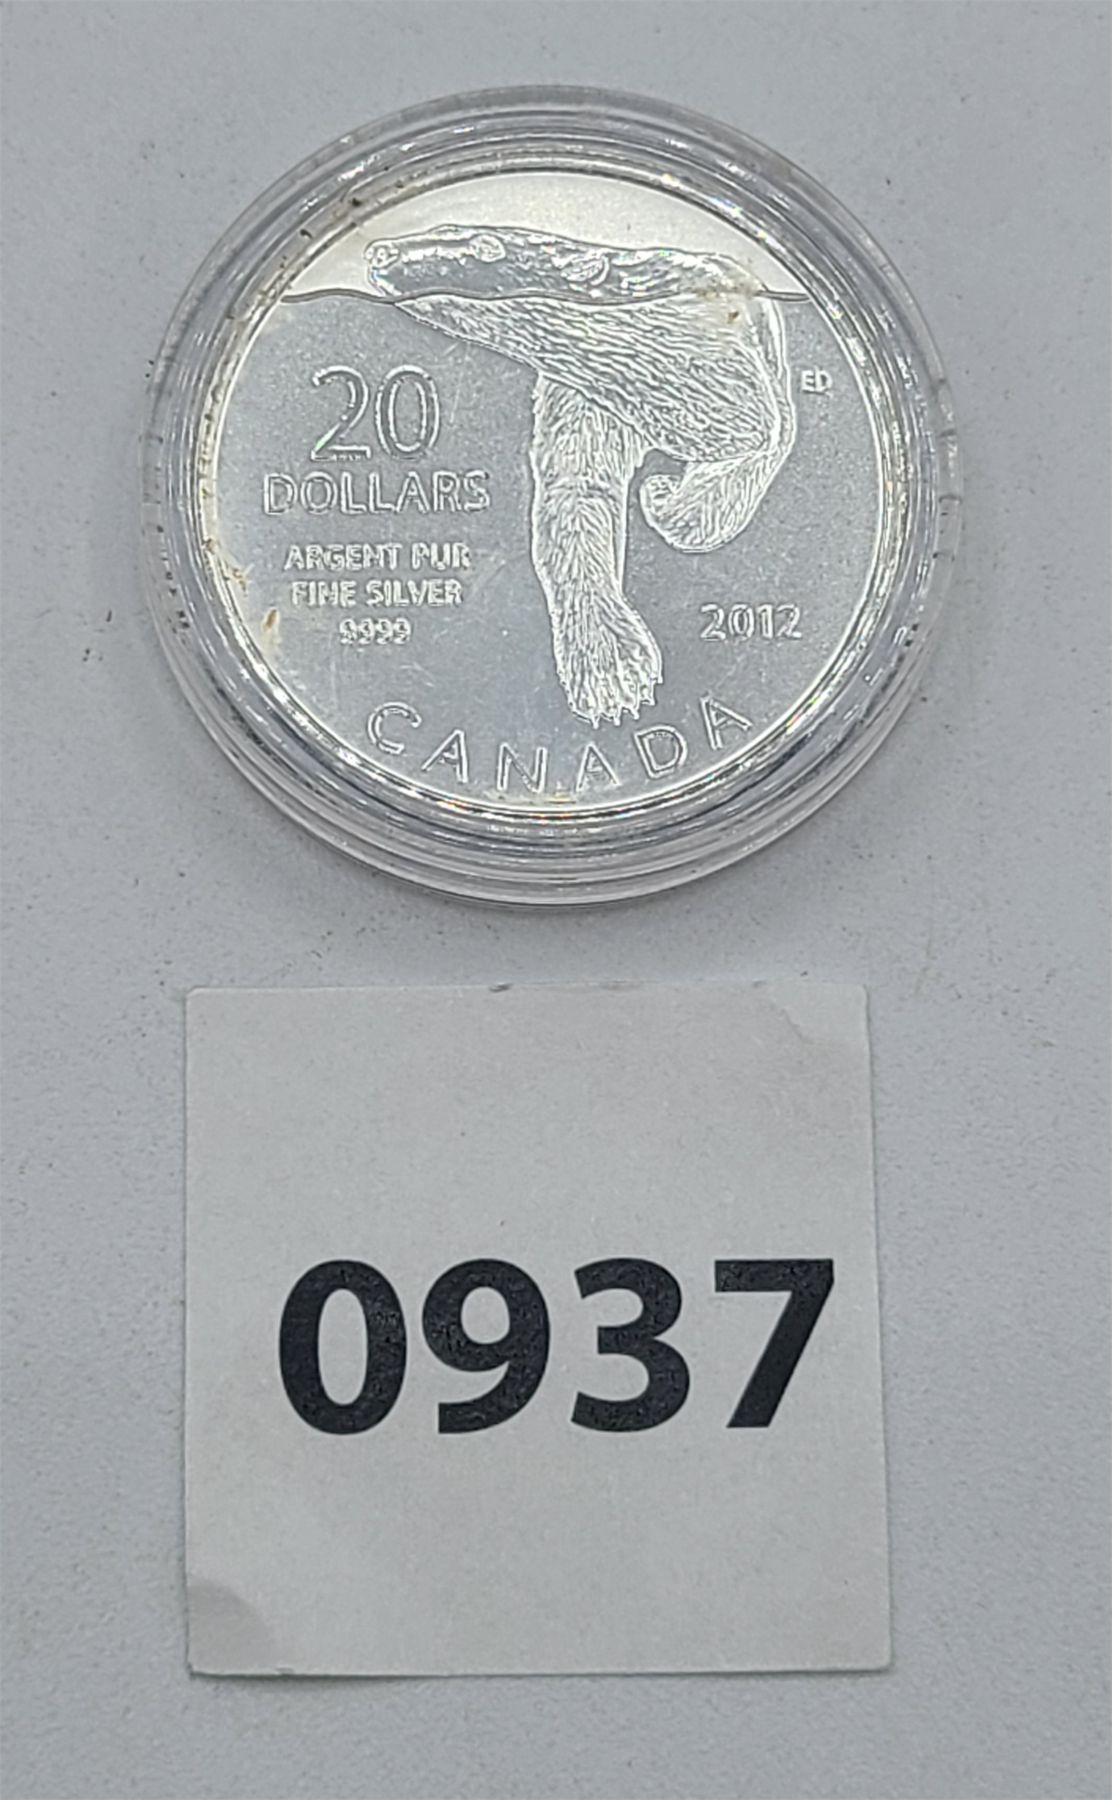 20
DOLLARS
ED
ARGENT PUR
FINE SILVER
9999
2012
CANADA
0937